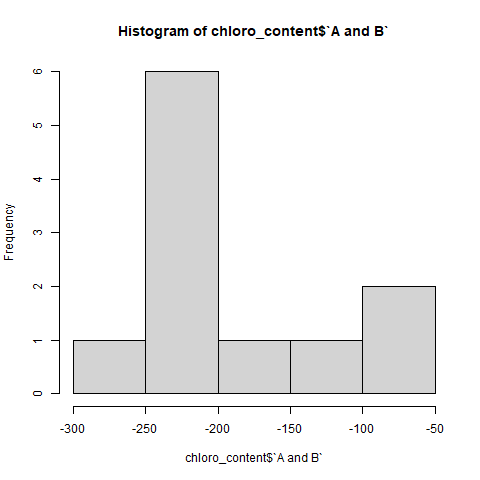 Histogram of chloro_content$`A and B`
6
5
4
3
2
1
0
Frequency
-300 -250 -200 -150 -100 -50
chloro_content$`A and B`